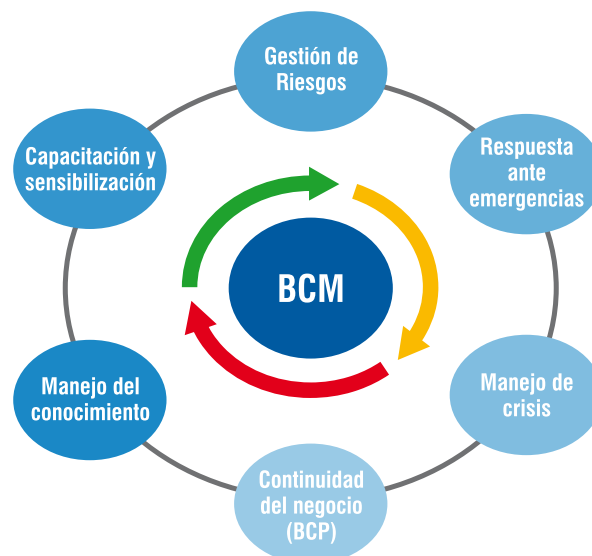 Gestión de
Riesgos
Respuesta
ante
emergencias
Manejo de
crisis
Continuidad
del negocio
(BCP)
Manejo del
conocimiento
Capacitación y
sensibilización
BCM